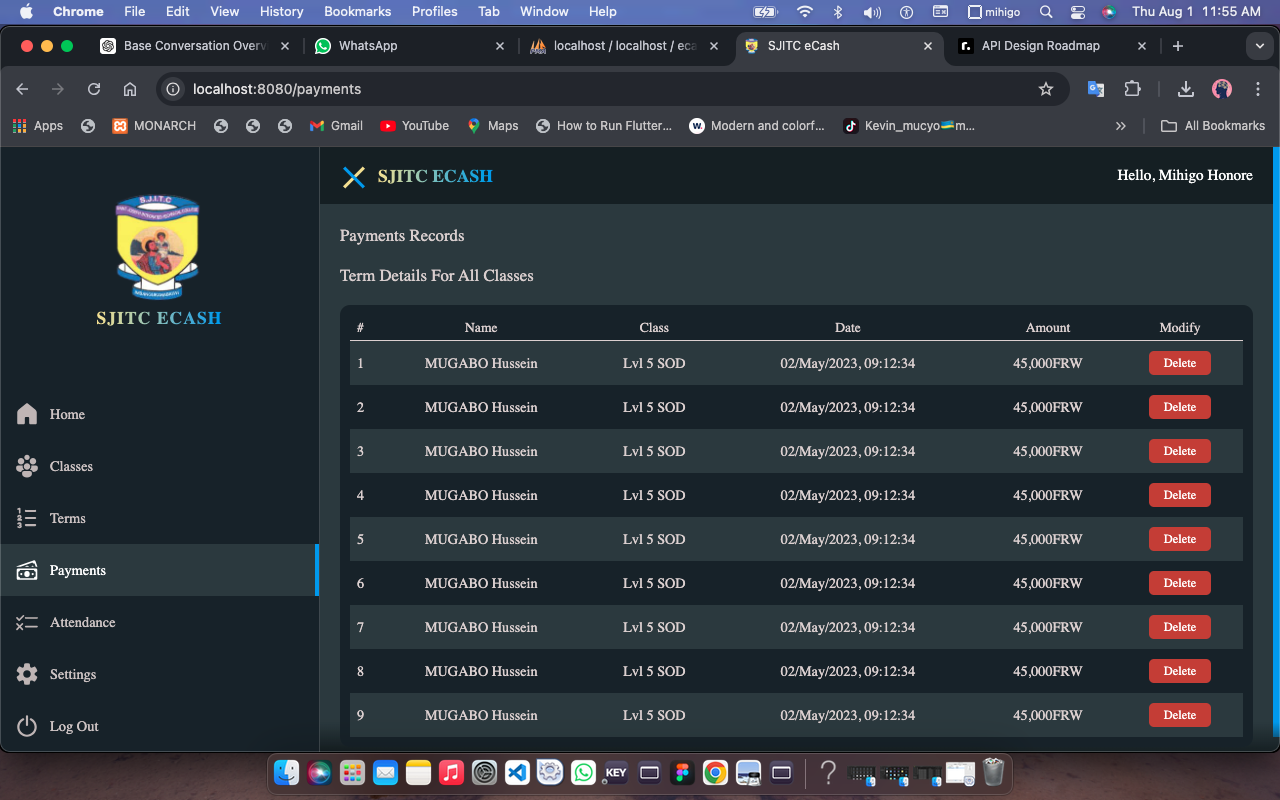 Chrome File Edit View History Bookmarks Profiles Tab Window Help mihigo Thu Aug 1 11:55 AM
Base Conversation Overv WhatsApp localhost / localhost / eca SJITC eCash API Design Roadmap
localhost:8080/payments
Apps MONARCH Gmail YouTube Maps How to Run Flutter... Modern and colorf... Kevin_mucyo🇷🇼m... All Bookmarks
S.J.I.T.C
SJITC ECASH
Home
Classes
Terms
Payments
Attendance
Settings
Log Out
SJITC ECASH Hello, Mihigo Honore
Payments Records
Term Details For All Classes
# Name Class Date Amount Modify
1 MUGABO Hussein Lvl 5 SOD 02/May/2023, 09:12:34 45,000FRW Delete
2 MUGABO Hussein Lvl 5 SOD 02/May/2023, 09:12:34 45,000FRW Delete
3 MUGABO Hussein Lvl 5 SOD 02/May/2023, 09:12:34 45,000FRW Delete
4 MUGABO Hussein Lvl 5 SOD 02/May/2023, 09:12:34 45,000FRW Delete
5 MUGABO Hussein Lvl 5 SOD 02/May/2023, 09:12:34 45,000FRW Delete
6 MUGABO Hussein Lvl 5 SOD 02/May/2023, 09:12:34 45,000FRW Delete
7 MUGABO Hussein Lvl 5 SOD 02/May/2023, 09:12:34 45,000FRW Delete
8 MUGABO Hussein Lvl 5 SOD 02/May/2023, 09:12:34 45,000FRW Delete
9 MUGABO Hussein Lvl 5 SOD 02/May/2023, 09:12:34 45,000FRW Delete
KEY